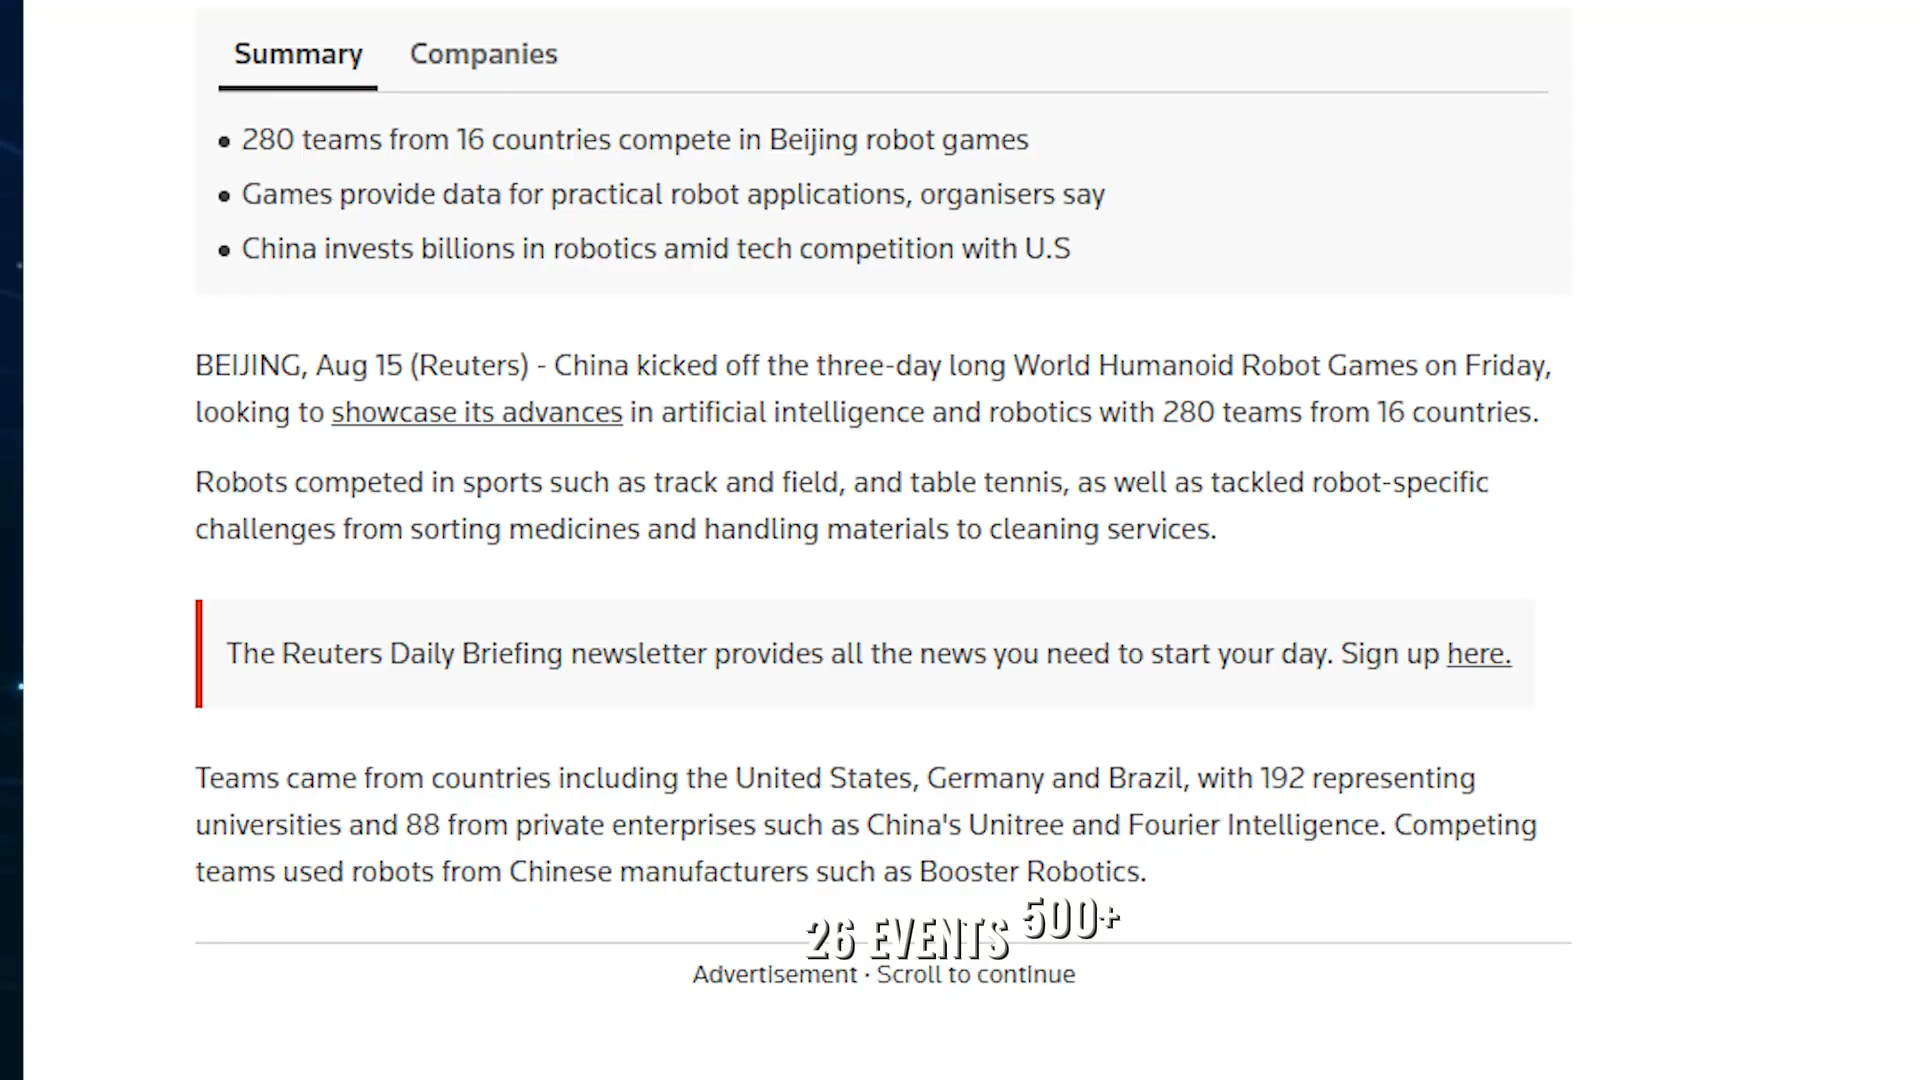 Summary Companies
• 280 teams from 16 countries compete in Beijing robot games
• Games provide data for practical robot applications, organisers say
• China invests billions in robotics amid tech competition with U.S
BEIJING, Aug 15 (Reuters) - China kicked off the three-day long World Humanoid Robot Games on Friday,
looking to showcase its advances in artificial intelligence and robotics with 280 teams from 16 countries.
Robots competed in sports such as track and field, and table tennis, as well as tackled robot-specific
challenges from sorting medicines and handling materials to cleaning services.
The Reuters Daily Briefing newsletter provides all the news you need to start your day. Sign up here.
Teams came from countries including the United States, Germany and Brazil, with 192 representing
universities and 88 from private enterprises such as China's Unitree and Fourier Intelligence. Competing
teams used robots from Chinese manufacturers such as Booster Robotics.
26 EVENTS 500+
Advertisement · Scroll to continue